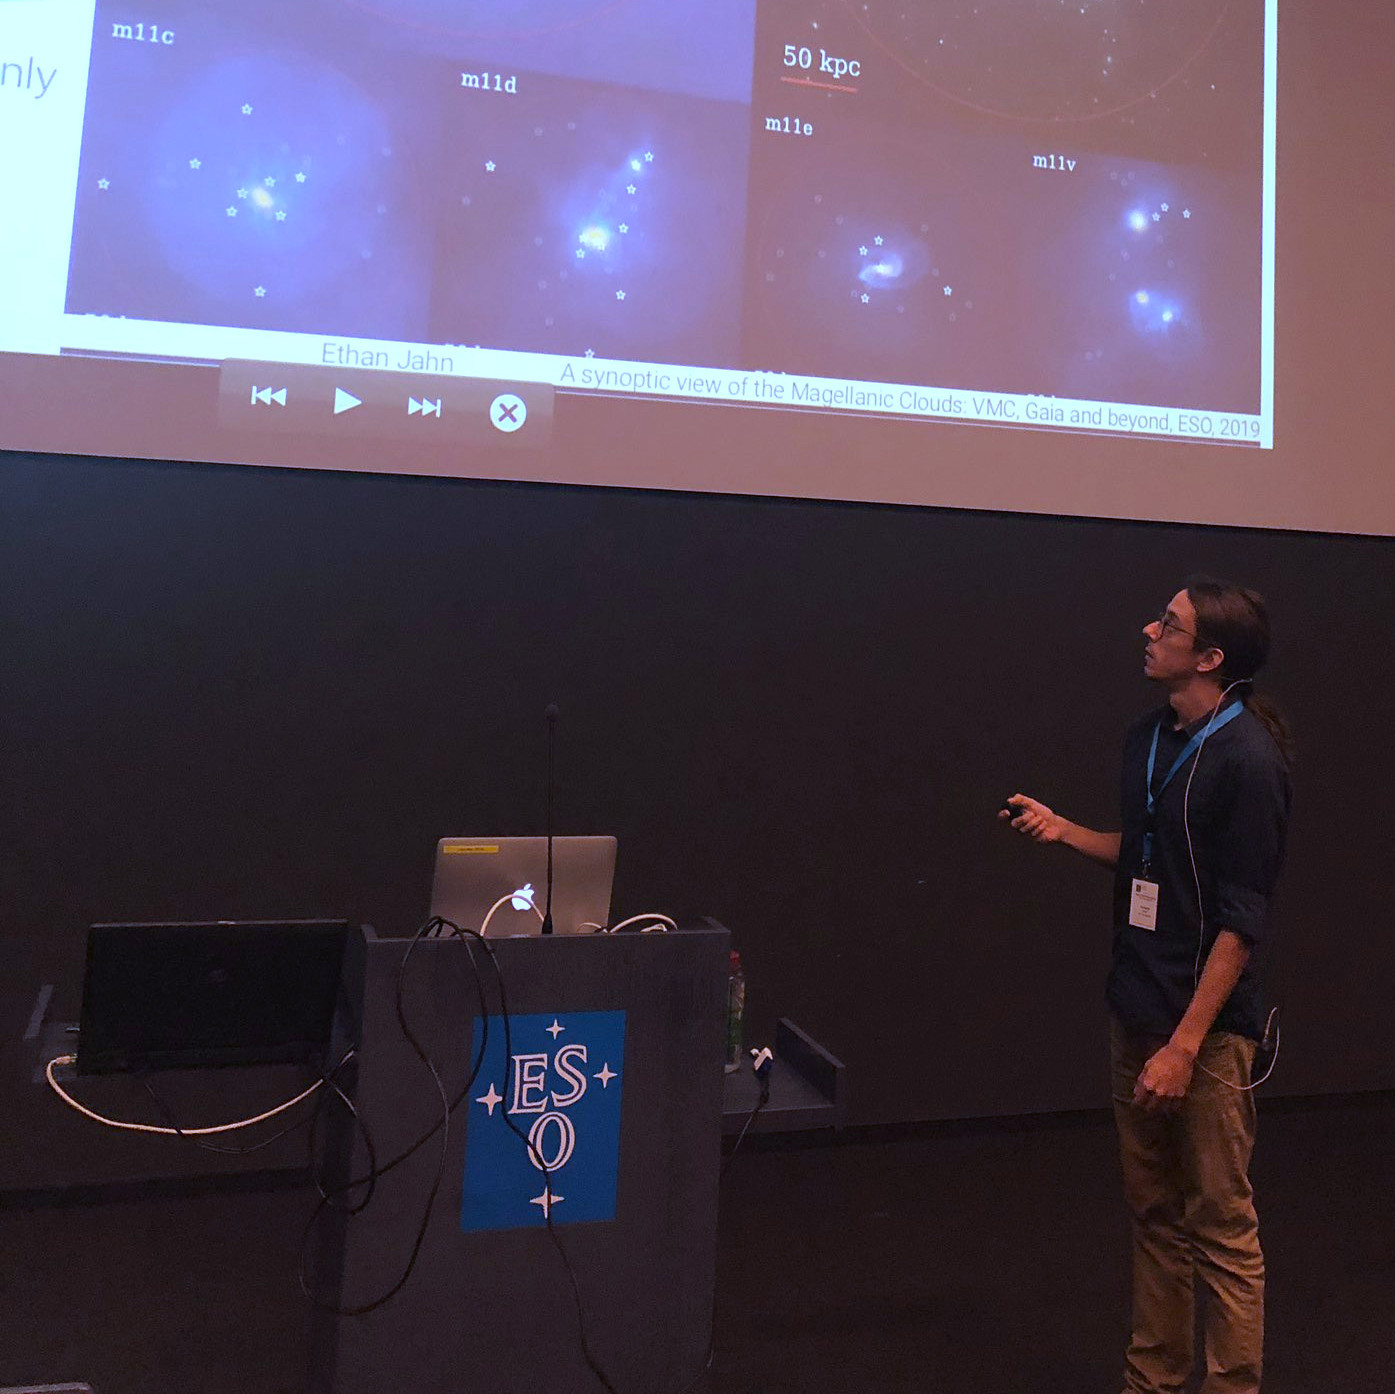 nly
m11c
m11d
50 kpc
m11e
m11v
Ethan Jahn
A synoptic view of the Magellanic Clouds: VMC, Gaia and beyond, ESO, 2019
ES
O